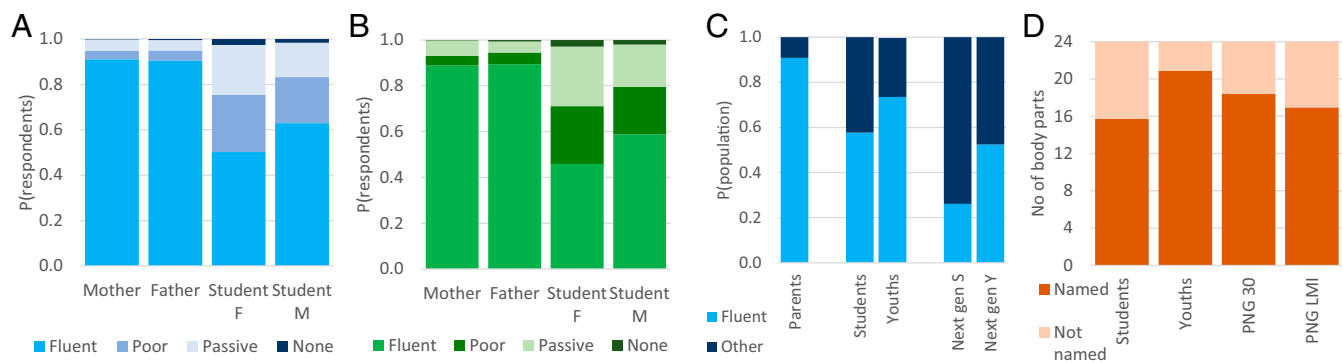 A
P(respondents)
1.0
0.8
0.6
0.4
0.2
0.0
Mother Father Student Student
F M
Fluent Poor Passive None
B
P(respondents)
1.0
0.8
0.6
0.4
0.2
0.0
Mother Father Student Student
F M
Fluent Poor Passive None
C
P(population)
1.0
0.8
0.6
0.4
0.2
0.0
Parents
Students
Youths
Next gen S
Next gen Y
Fluent
Other
D
No of body parts
24
20
16
12
8
4
0
Students
Youths
PNG 30
PNG LMI
Named
Not
named